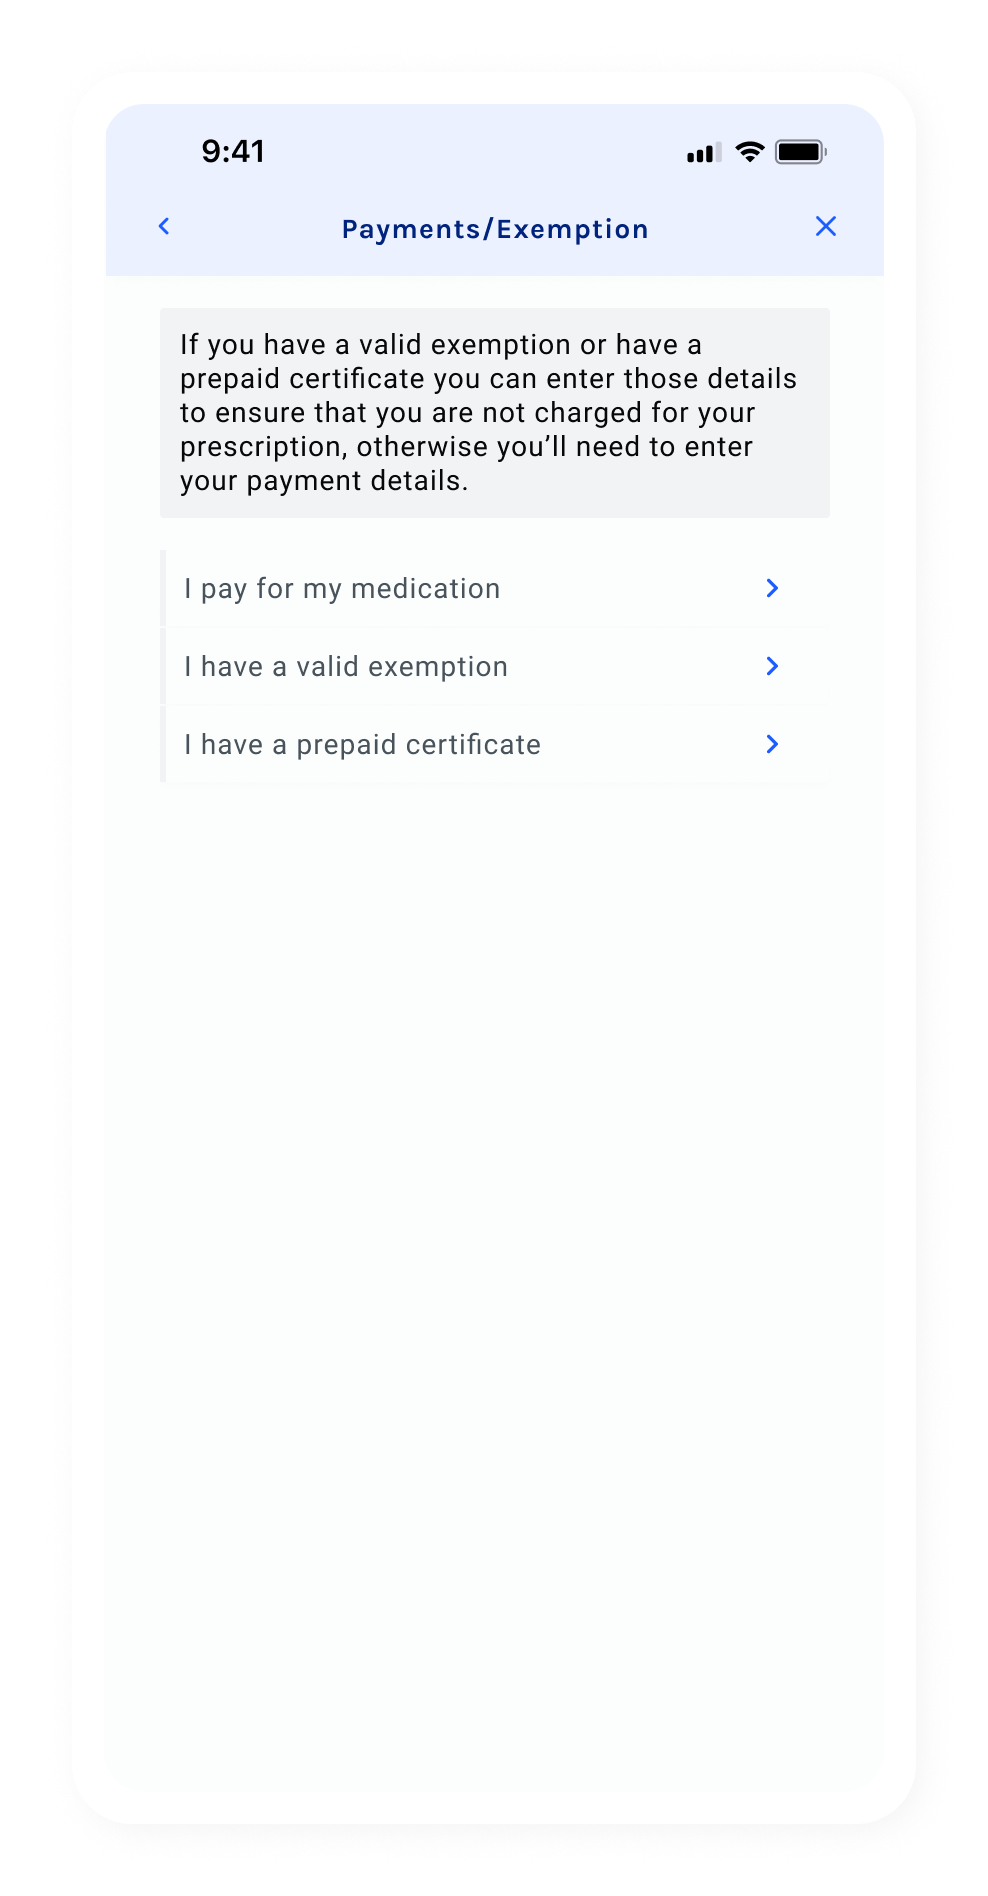 9:41
Payments/Exemption
If you have a valid exemption or have a
prepaid certificate you can enter those details
to ensure that you are not charged for your
prescription, otherwise you’ll need to enter
your payment details.
I pay for my medication
I have a valid exemption
I have a prepaid certificate